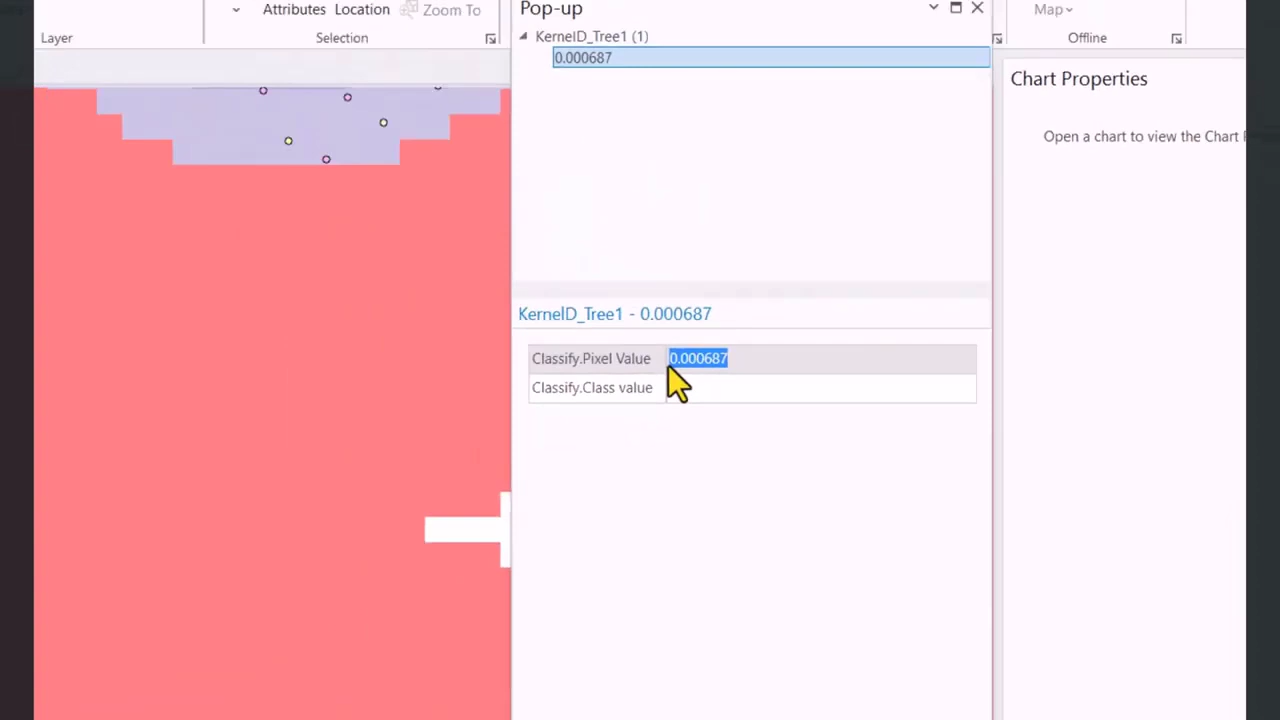 Attributes Location Zoom To
Layer
Selection
Pop-up
KernelD_Tree1 (1)
0.000687
KernelD_Tree1 - 0.000687
Classify.Pixel Value 0.000687
Classify.Class value
Map
Offline
Chart Properties
Open a chart to view the Chart